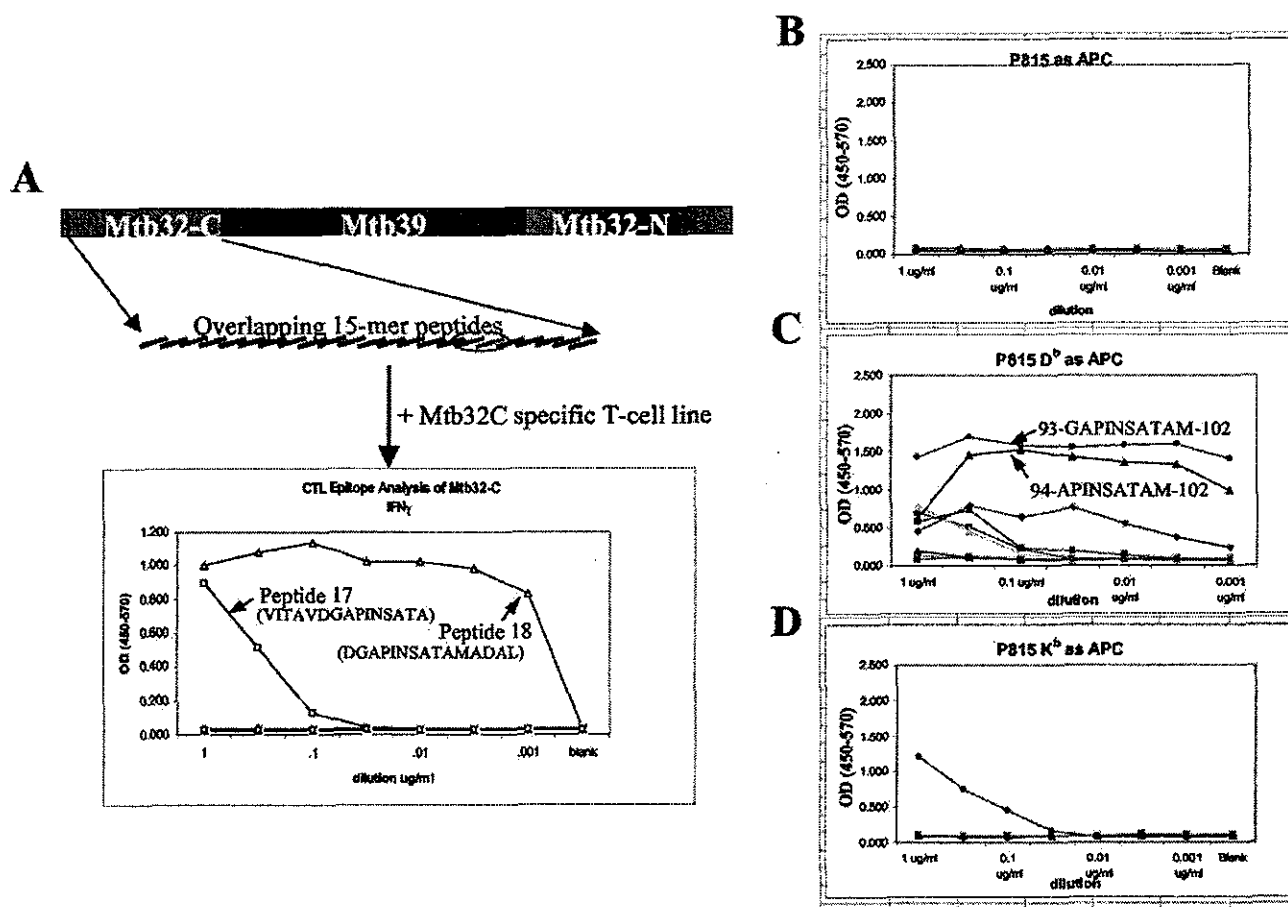 A
Mtb32-C Mtb39 Mtb32-N
Overlapping 15-mer peptides
+ Mtb32C specific T-cell line
CTL Epitope Analysis of Mtb32-C
IFNγ
OD (450-570)
1.200
1.000
0.800
0.600
0.400
0.200
0.000
Peptide 17
(VITAVDGAPINSATA)
Peptide 18
(DGAPINSATAMADAL)
1 .1 .01 .001 blank
dilution ug/ml
B
P815 as APC
OD (450-570)
2.500
2.000
1.500
1.000
0.500
0.000
1 ug/ml 0.1 ug/ml 0.01 ug/ml 0.001 ug/ml Blank
dilution
C
P815 Dᵇ as APC
OD (450-570)
2.500
2.000
1.500
1.000
0.500
0.000
93-GAPINSATAM-102
94-APINSATAM-102
1 ug/ml 0.1 ug/ml 0.01 ug/ml 0.001 ug/ml
dilution
D
P815 Kᵇ as APC
OD (450-570)
2.500
2.000
1.500
1.000
0.500
0.000
1 ug/ml 0.1 ug/ml 0.01 ug/ml 0.001 ug/ml Blank
dilution